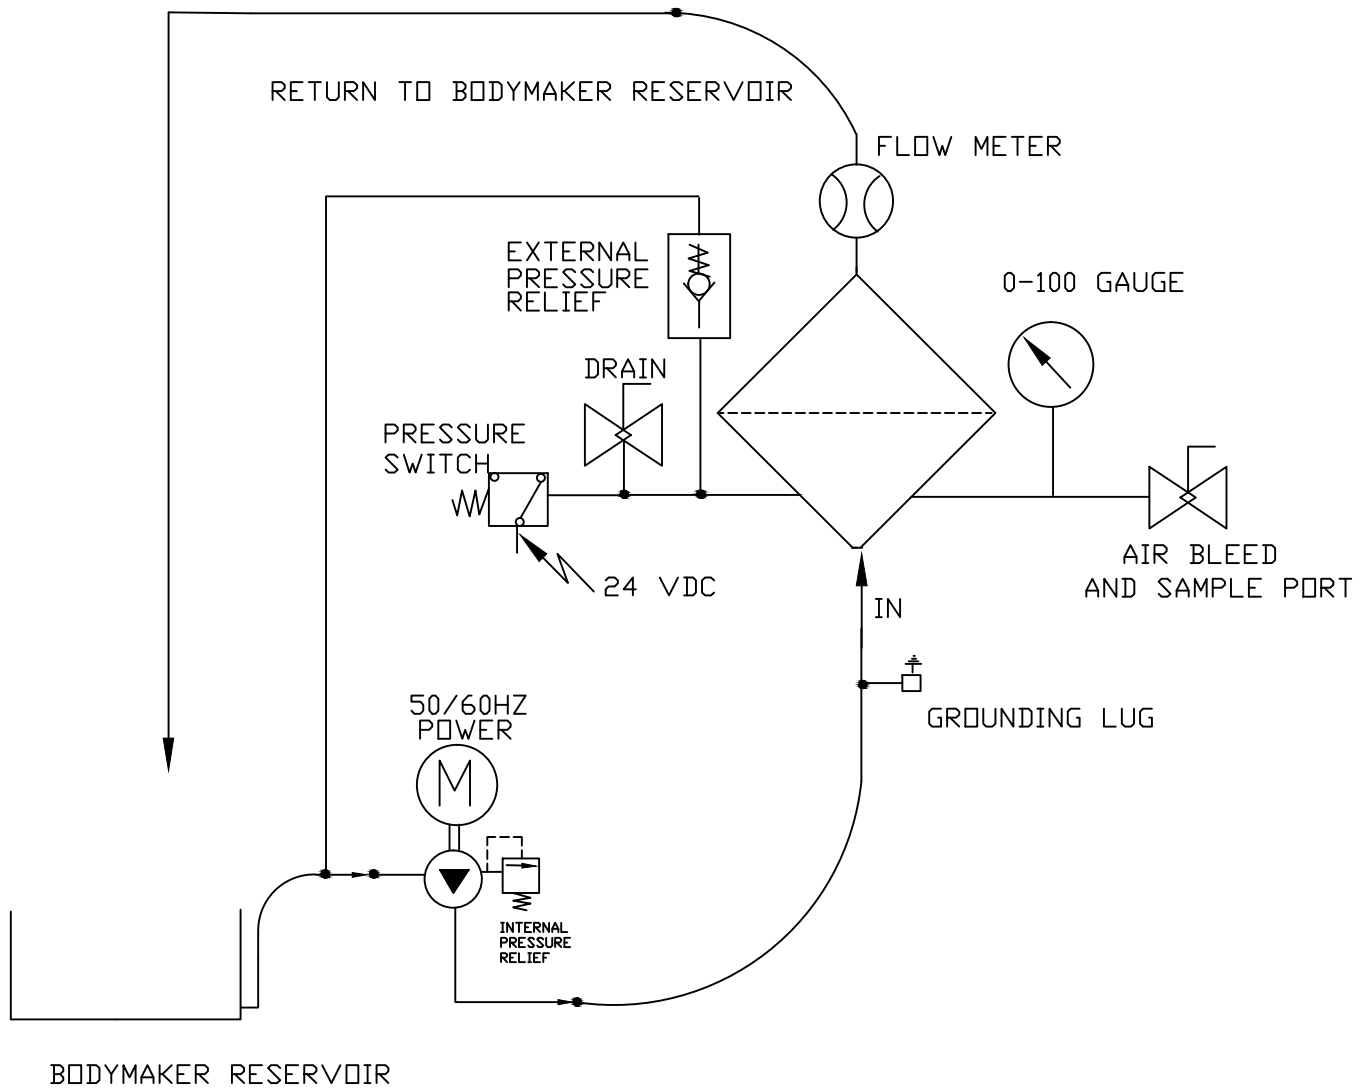 RETURN TO BODYMAKER RESERVOIR
FLOW METER
EXTERNAL
PRESSURE
RELIEF
0-100 GAUGE
DRAIN
PRESSURE
SWITCH
AIR BLEED
AND SAMPLE PORT
24 VDC
IN
GROUNDING LUG
50/60HZ
POWER
M
INTERNAL
PRESSURE
RELIEF
BODYMAKER RESERVOIR